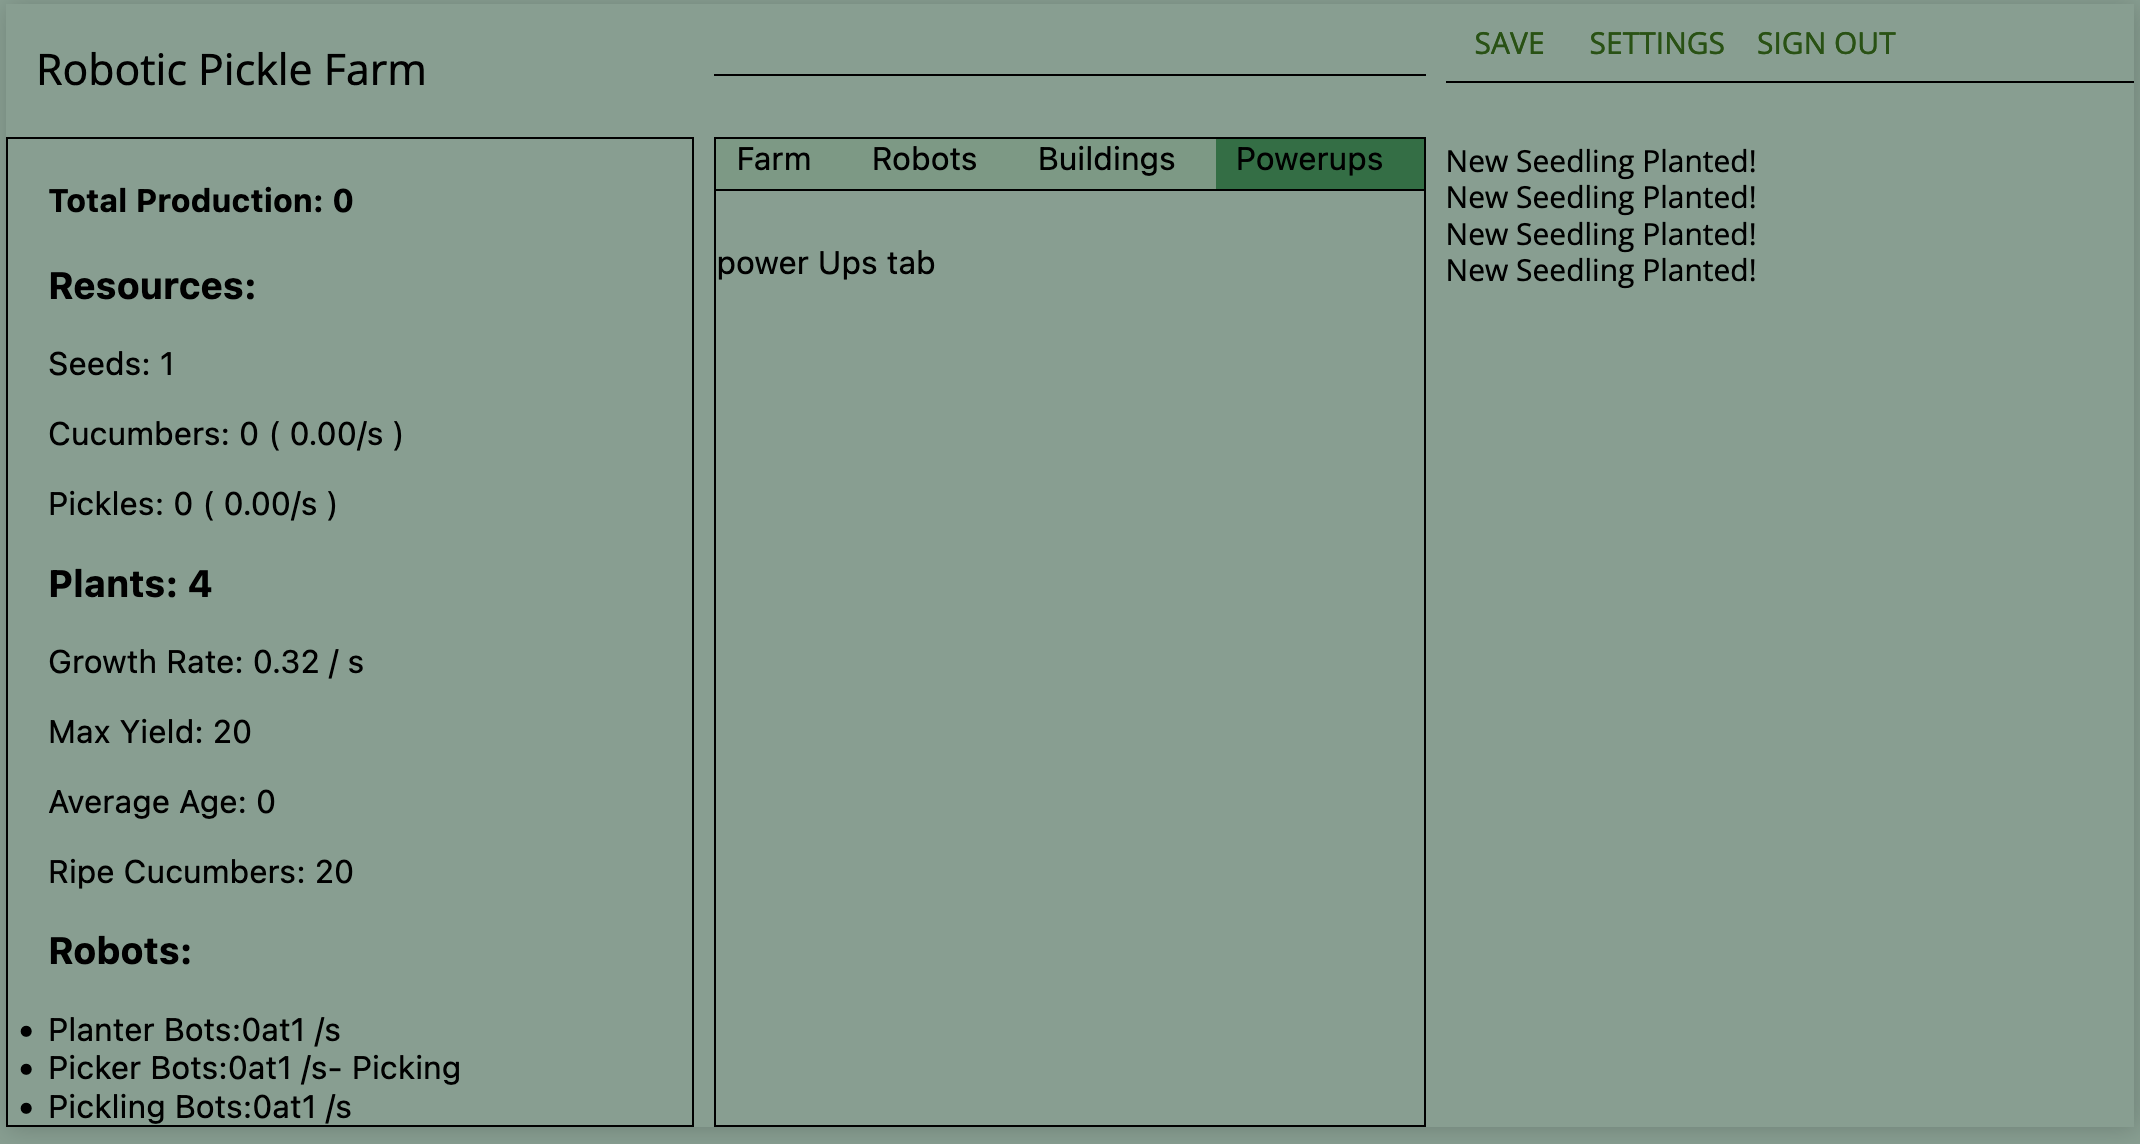 Robotic Pickle Farm
SAVE SETTINGS SIGN OUT
Total Production: 0
Resources:
Seeds: 1
Cucumbers: 0 ( 0.00/s )
Pickles: 0 ( 0.00/s )
Plants: 4
Growth Rate: 0.32 / s
Max Yield: 20
Average Age: 0
Ripe Cucumbers: 20
Robots:
• Planter Bots:0at1 /s
• Picker Bots:0at1 /s- Picking
• Pickling Bots:0at1 /s
Farm Robots Buildings Powerups
power Ups tab
New Seedling Planted!
New Seedling Planted!
New Seedling Planted!
New Seedling Planted!